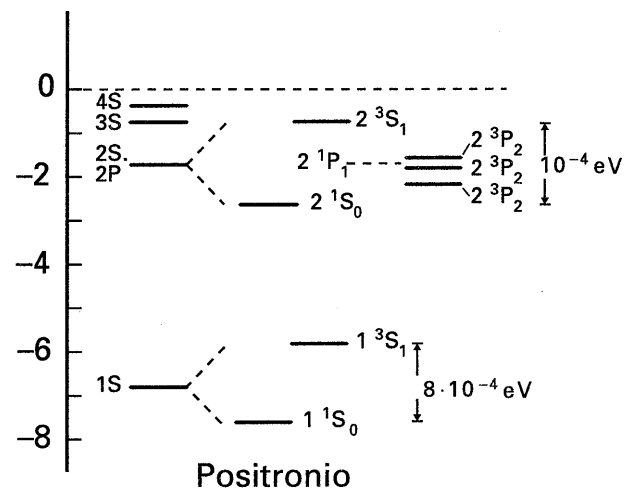 0
4S
3S
2 ³S₁
2S.
2P
2 ¹P₁
2 ³P₂
2 ³P₂
2 ³P₂
10⁻⁴ eV
–2
2 ¹S₀
–4
–6
1 ³S₁
1S
8·10⁻⁴ eV
1 ¹S₀
–8
Positronio